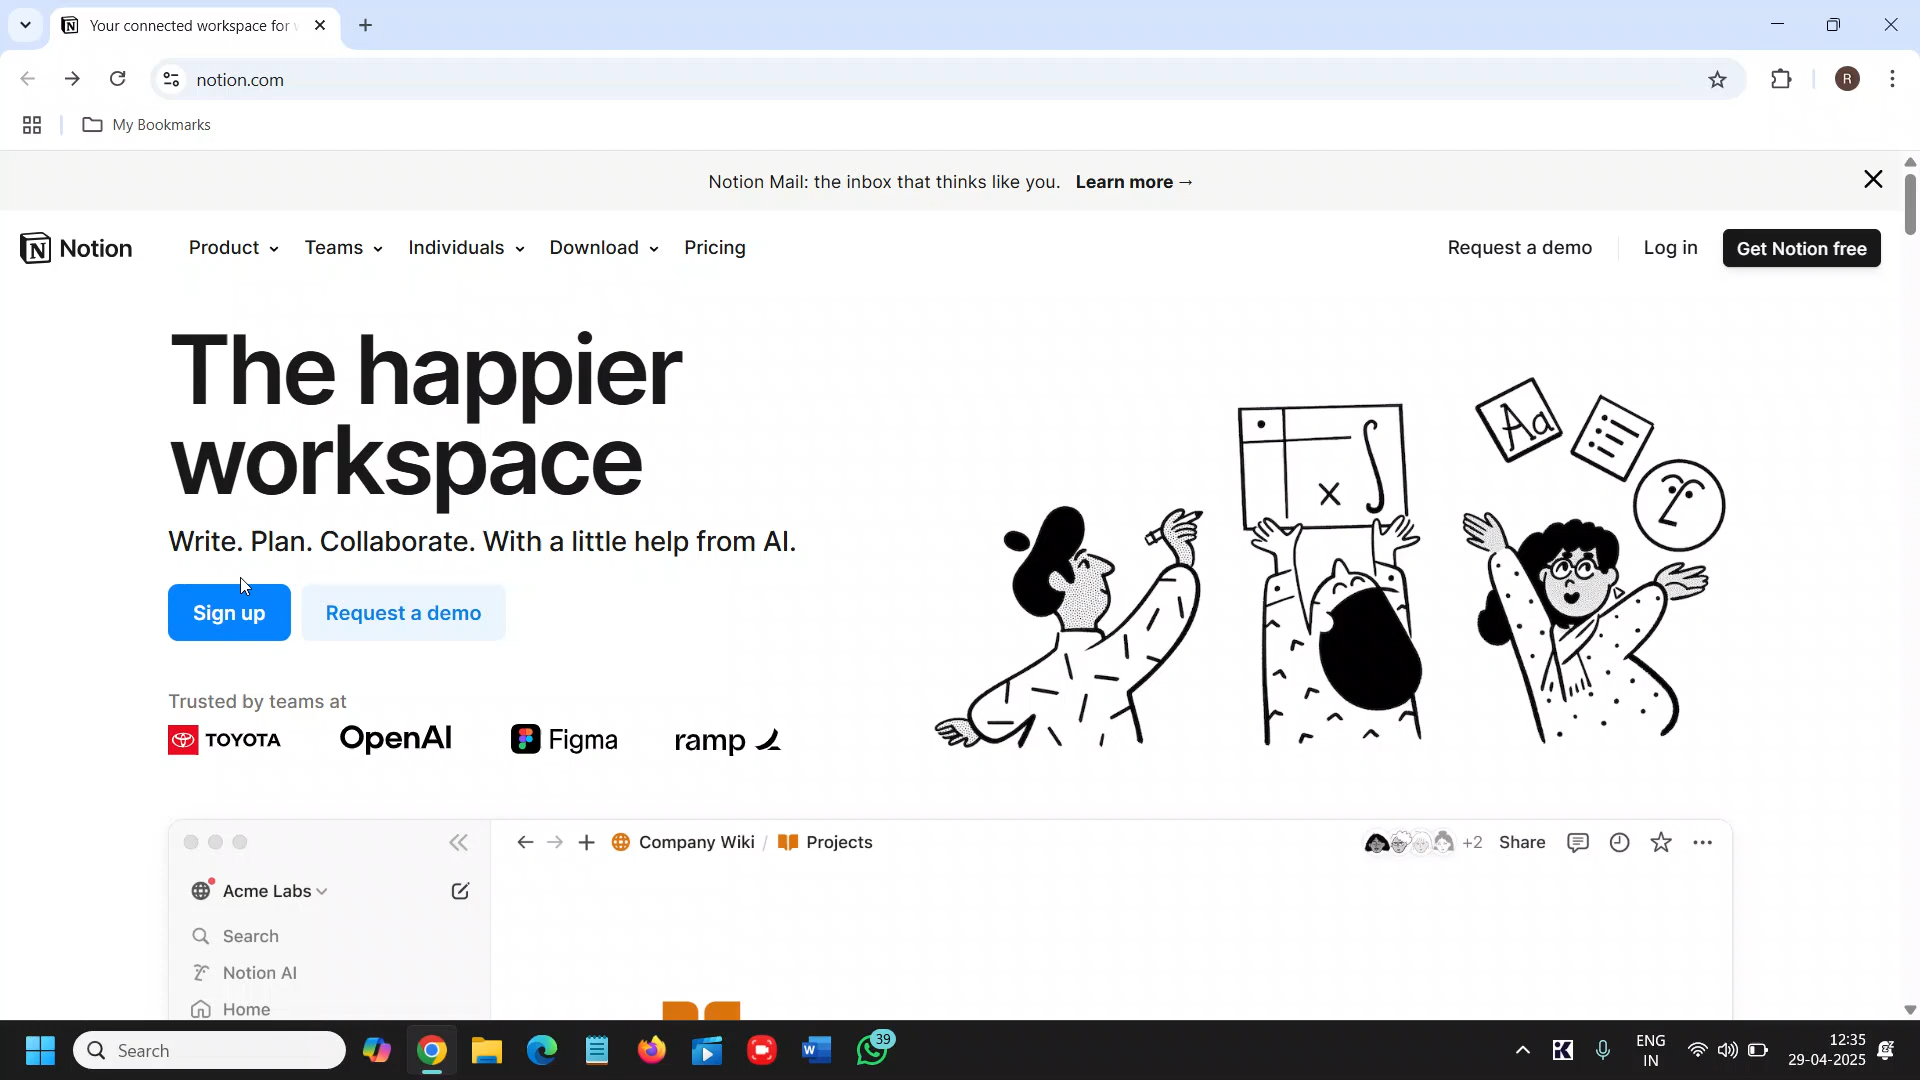 Your connected workspace for w
notion.com
R
My Bookmarks
Notion Mail: the inbox that thinks like you. Learn more →
Notion
Product
Teams
Individuals
Download
Pricing
Request a demo
Log in
Get Notion free
The happier
workspace
Write. Plan. Collaborate. With a little help from AI.
Sign up
Request a demo
Aa
x
Trusted by teams at
TOYOTA
OpenAI
Figma
ramp
Company Wiki / Projects
+2
Share
Acme Labs
Search
Notion AI
Home
Search
39
ENG
IN
12:35
29-04-2025